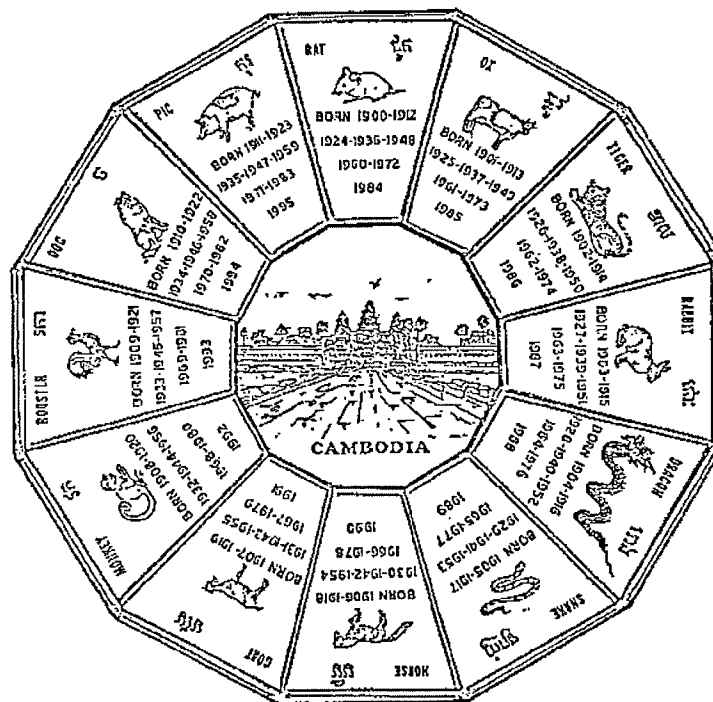 RAT
BORN 1900-1912
1924-1936-1948
1960-1972
1984
OX
BORN 1901-1913
1925-1937-1949
1961-1973
1985
TIGER
BORN 1902-1914
1926-1938-1950
1962-1974
1986
RABBIT
BORN 1903-1915
1927-1939-1951
1963-1975
1987
DRAGON
BORN 1904-1916
1928-1940-1952
1964-1976
1988
SNAKE
BORN 1905-1917
1929-1941-1953
1965-1977
1989
HORSE
BORN 1906-1918
1930-1942-1954
1966-1978
1990
GOAT
BORN 1907-1919
1931-1943-1955
1967-1979
1991
MONKEY
BORN 1908-1920
1932-1944-1956
1968-1980
1992
ROOSTER
BORN 1909-1921
1933-1945-1957
1969-1981
1993
DOG
BORN 1910-1922
1934-1946-1958
1970-1982
1994
PIG
BORN 1911-1923
1935-1947-1959
1971-1983
1995
CAMBODIA